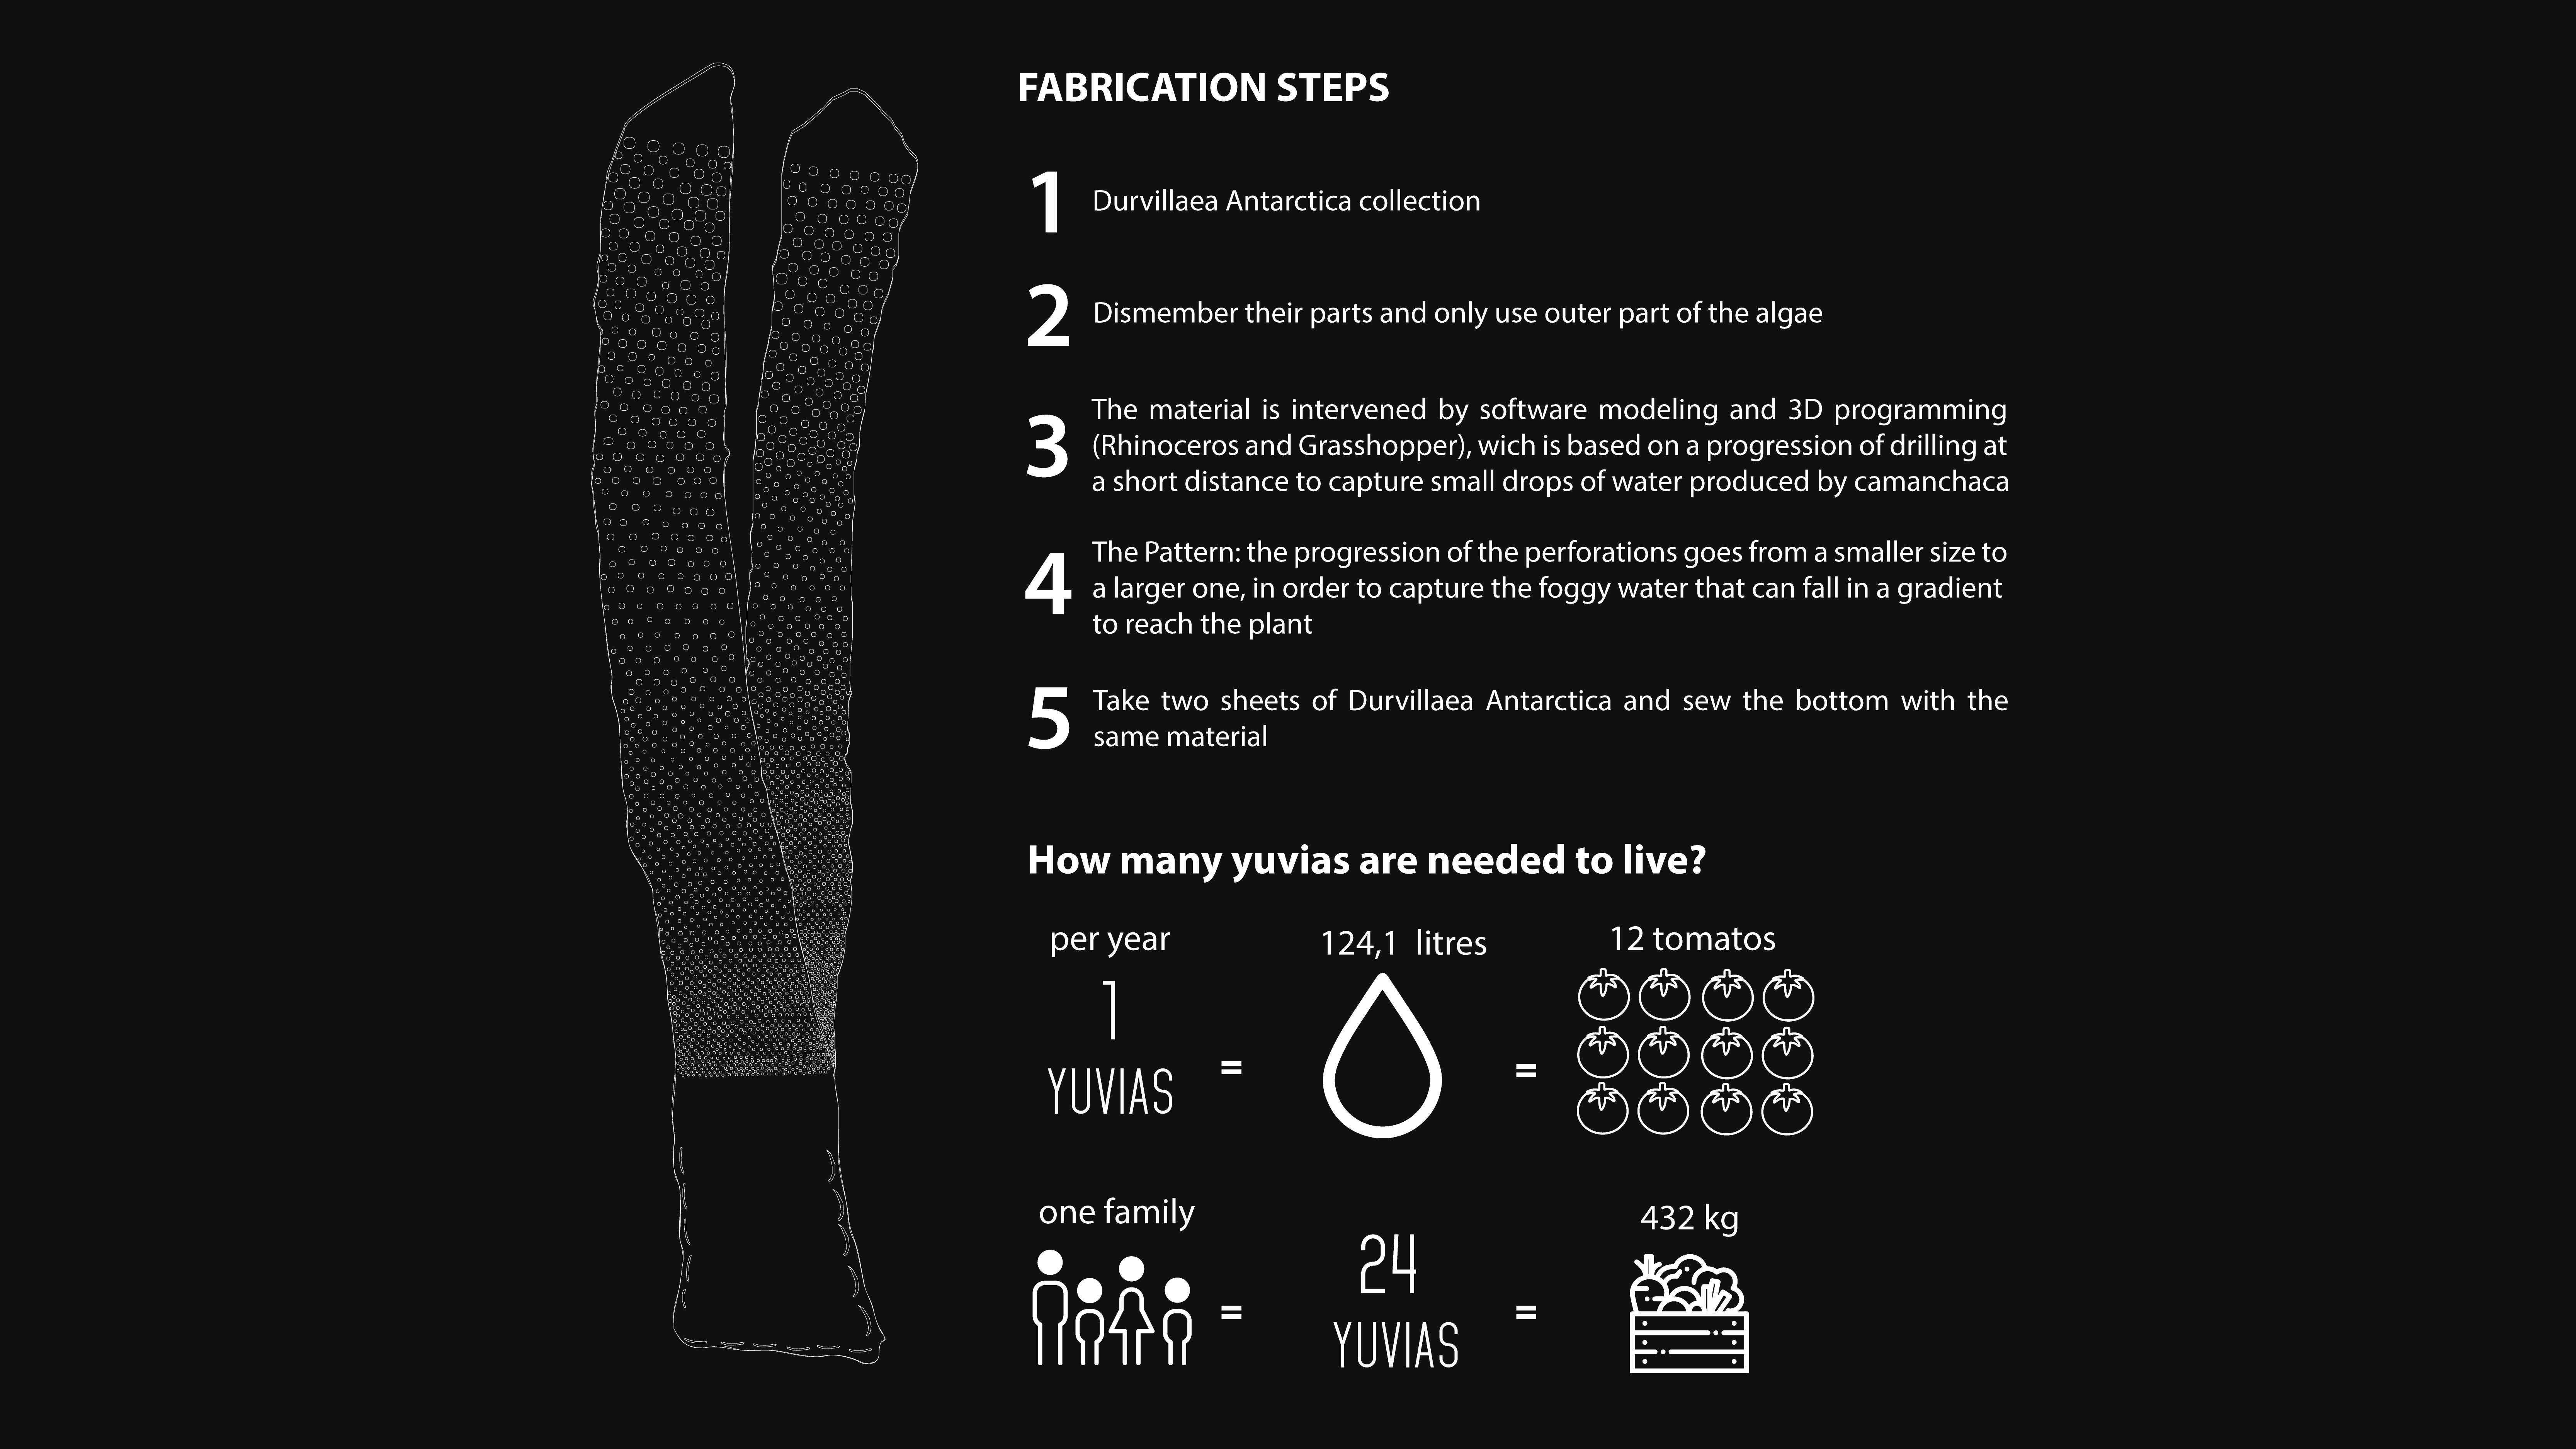 FABRICATION STEPS
1
Durvillaea Antarctica collection
2
Dismember their parts and only use outer part of the algae
3
The material is intervened by software modeling and 3D programming
(Rhinoceros and Grasshopper), wich is based on a progression of drilling at
a short distance to capture small drops of water produced by camanchaca
4
The Pattern: the progression of the perforations goes from a smaller size to
a larger one, in order to capture the foggy water that can fall in a gradient
to reach the plant
5
Take two sheets of Durvillaea Antarctica and sew the bottom with the
same material
How many yuvias are needed to live?
per year
1
YUVIAS
=
124,1 litres
=
12 tomatos
one family
=
24
YUVIAS
=
432 kg